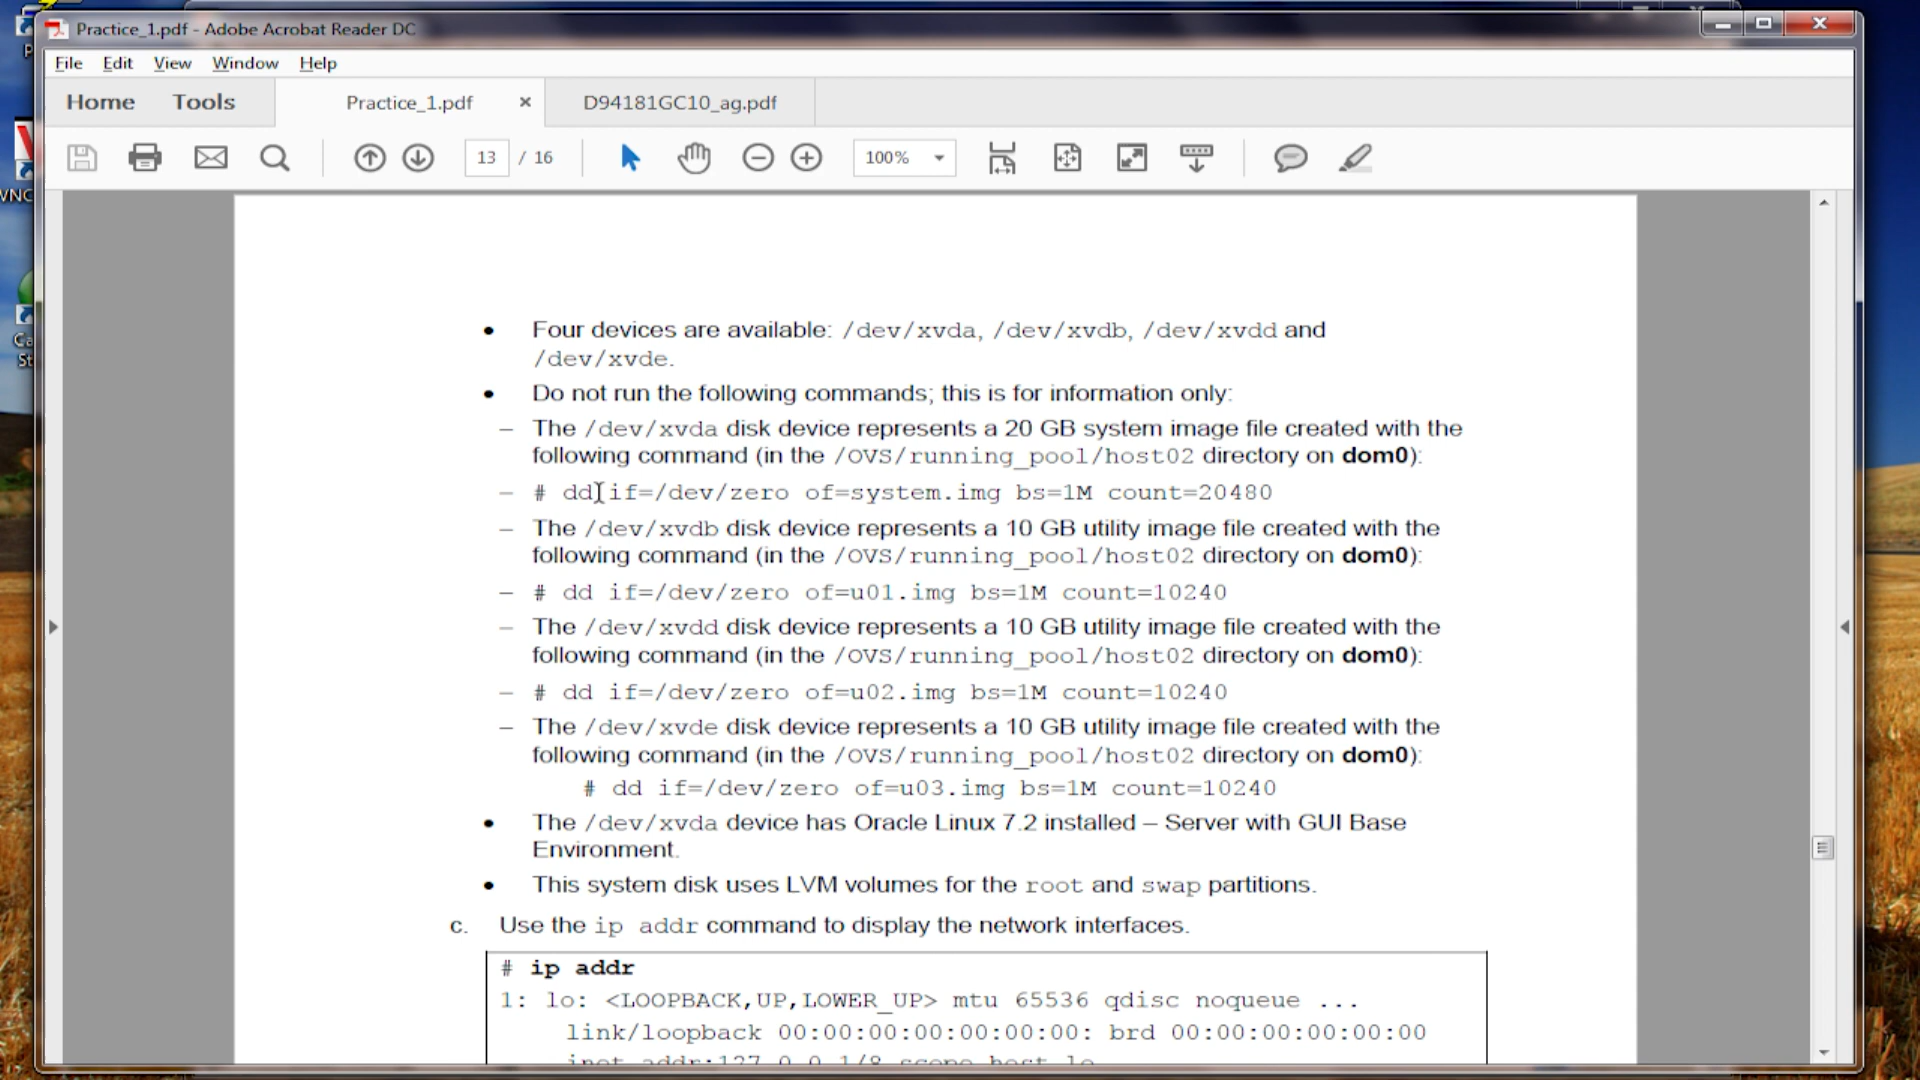 Practice_1.pdf - Adobe Acrobat Reader DC
File Edit View Window Help
Home Tools Practice_1.pdf × D94181GC10_ag.pdf
13 / 16 100%
• Four devices are available: /dev/xvda, /dev/xvdb, /dev/xvdd and
/dev/xvde.
• Do not run the following commands; this is for information only:
– The /dev/xvda disk device represents a 20 GB system image file created with the
following command (in the /OVS/running_pool/host02 directory on dom0):
– # dd if=/dev/zero of=system.img bs=1M count=20480
– The /dev/xvdb disk device represents a 10 GB utility image file created with the
following command (in the /OVS/running_pool/host02 directory on dom0):
– # dd if=/dev/zero of=u01.img bs=1M count=10240
– The /dev/xvdd disk device represents a 10 GB utility image file created with the
following command (in the /OVS/running_pool/host02 directory on dom0):
– # dd if=/dev/zero of=u02.img bs=1M count=10240
– The /dev/xvde disk device represents a 10 GB utility image file created with the
following command (in the /OVS/running_pool/host02 directory on dom0):
# dd if=/dev/zero of=u03.img bs=1M count=10240
• The /dev/xvda device has Oracle Linux 7.2 installed – Server with GUI Base
Environment.
• This system disk uses LVM volumes for the root and swap partitions.
c. Use the ip addr command to display the network interfaces.
# ip addr
1: lo: <LOOPBACK,UP,LOWER_UP> mtu 65536 qdisc noqueue ...
link/loopback 00:00:00:00:00:00:00: brd 00:00:00:00:00:00
inet addr:127.0.0.1/8 scope host lo